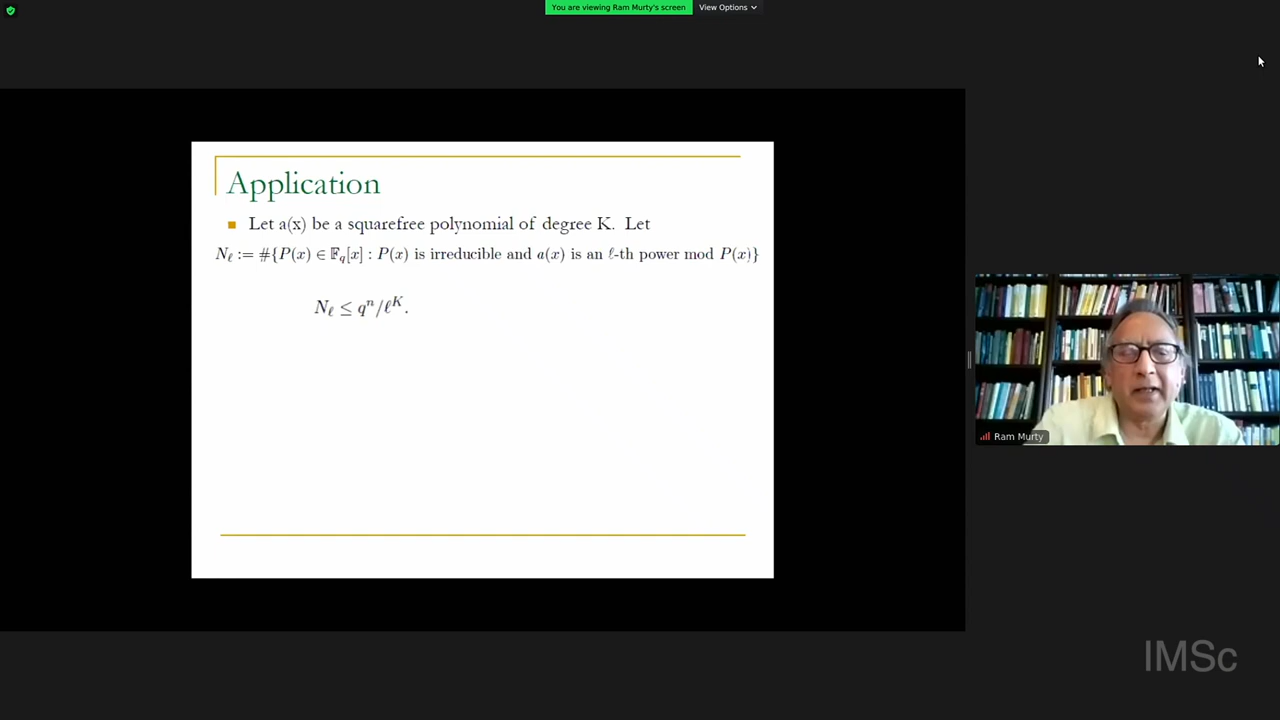 You are viewing Ram Murty's screen View Options
Application
Let a(x) be a squarefree polynomial of degree K. Let
N_ℓ := #{P(x) ∈ 𝔽_q[x] : P(x) is irreducible and a(x) is an ℓ-th power mod P(x)}
N_ℓ ≤ q^n/ℓ^K.
Ram Murty
IMSc